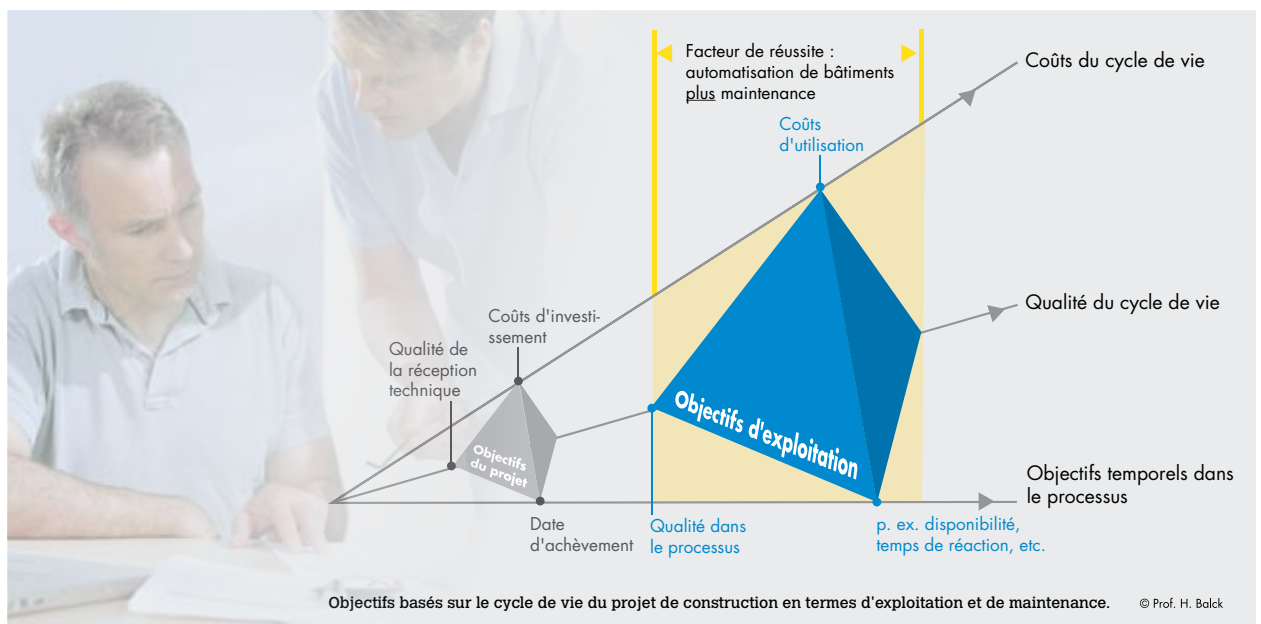 Facteur de réussite :
automatisation de bâtiments
plus maintenance
Coûts du cycle de vie
Coûts
d'utilisation
Qualité du cycle de vie
Coûts d'investi-
ssement
Qualité de
la réception
technique
Objectifs d'exploitation
Objectifs
du projet
Objectifs temporels dans
le processus
Date
d'achèvement
Qualité dans
le processus
p. ex. disponibilité,
temps de réaction, etc.
Objectifs basés sur le cycle de vie du projet de construction en termes d'exploitation et de maintenance.
© Prof. H. Balck